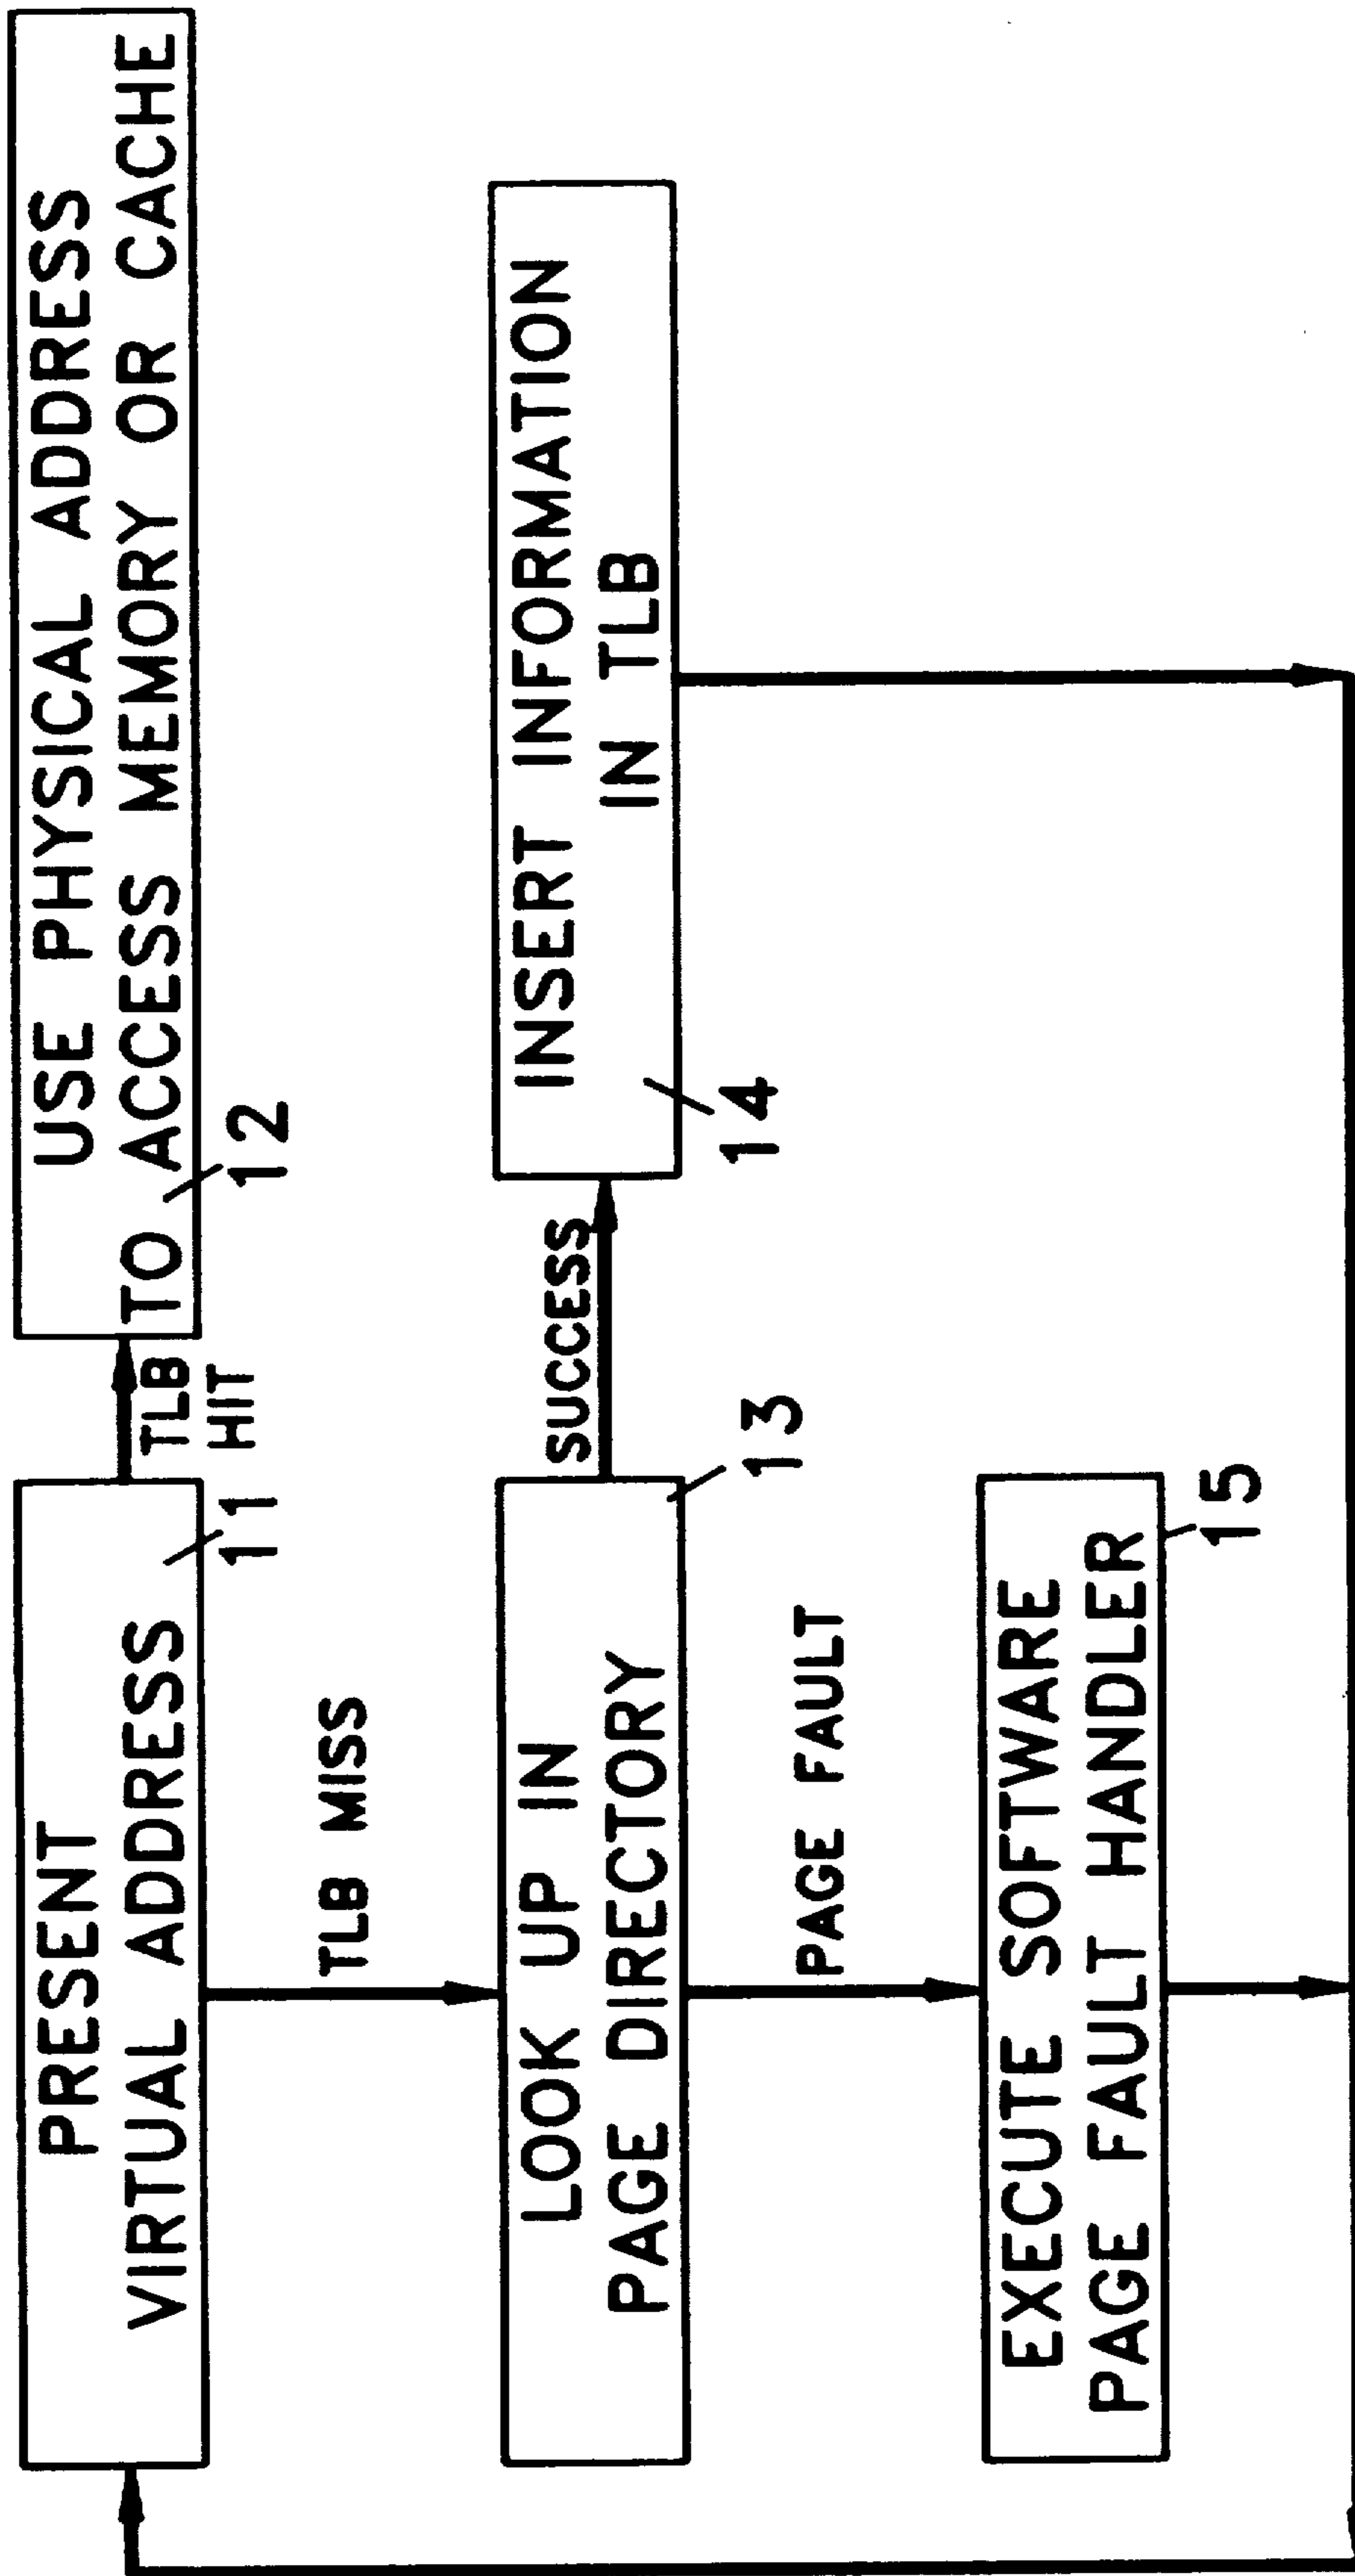 PRESENT
VIRTUAL ADDRESS
11
TLB
HIT
USE PHYSICAL ADDRESS
TO ACCESS MEMORY OR CACHE
12
TLB MISS
LOOK UP IN
PAGE DIRECTORY
13
SUCCESS
INSERT INFORMATION
IN TLB
14
PAGE FAULT
EXECUTE SOFTWARE
PAGE FAULT HANDLER
15